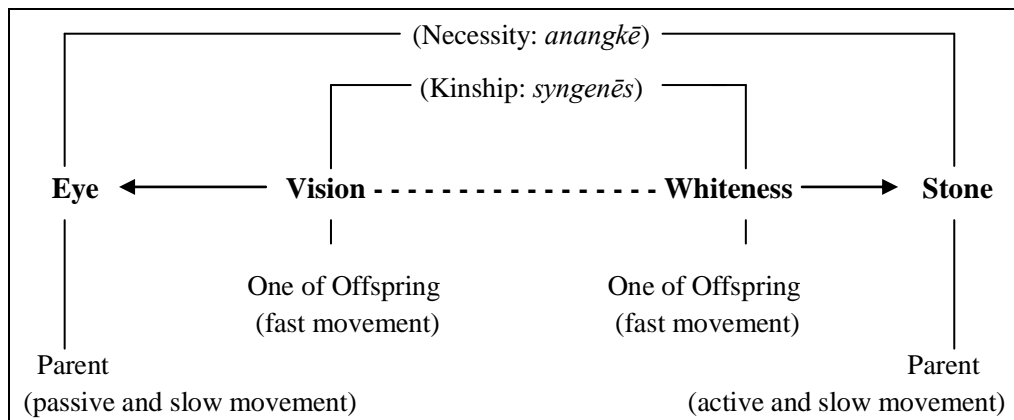 (Necessity: anangkē)
(Kinship: syngenēs)
Eye Vision Whiteness Stone
One of Offspring One of Offspring
(fast movement) (fast movement)
Parent Parent
(passive and slow movement) (active and slow movement)